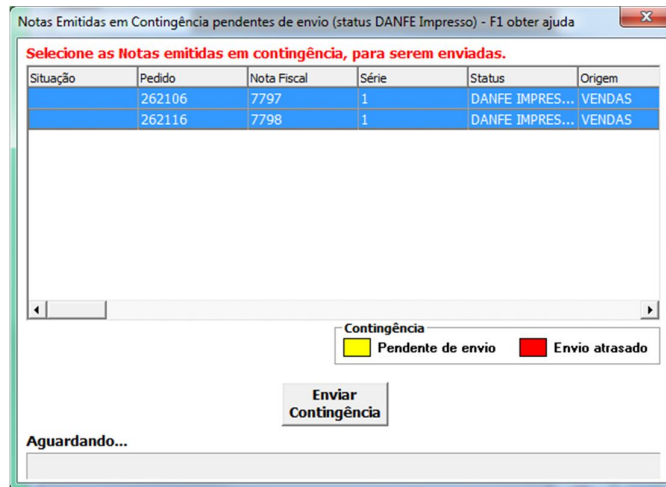 Notas Emitidas em Contingência pendentes de envio (status DANFE Impresso) - F1 obter ajuda
Selecione as Notas emitidas em contingência, para serem enviadas.
Situação Pedido Nota Fiscal Série Status Origem
262106 7797 1 DANFE IMPRES... VENDAS
262116 7798 1 DANFE IMPRES... VENDAS
Contingência
Pendente de envio Envio atrasado
Enviar
Contingência
Aguardando...